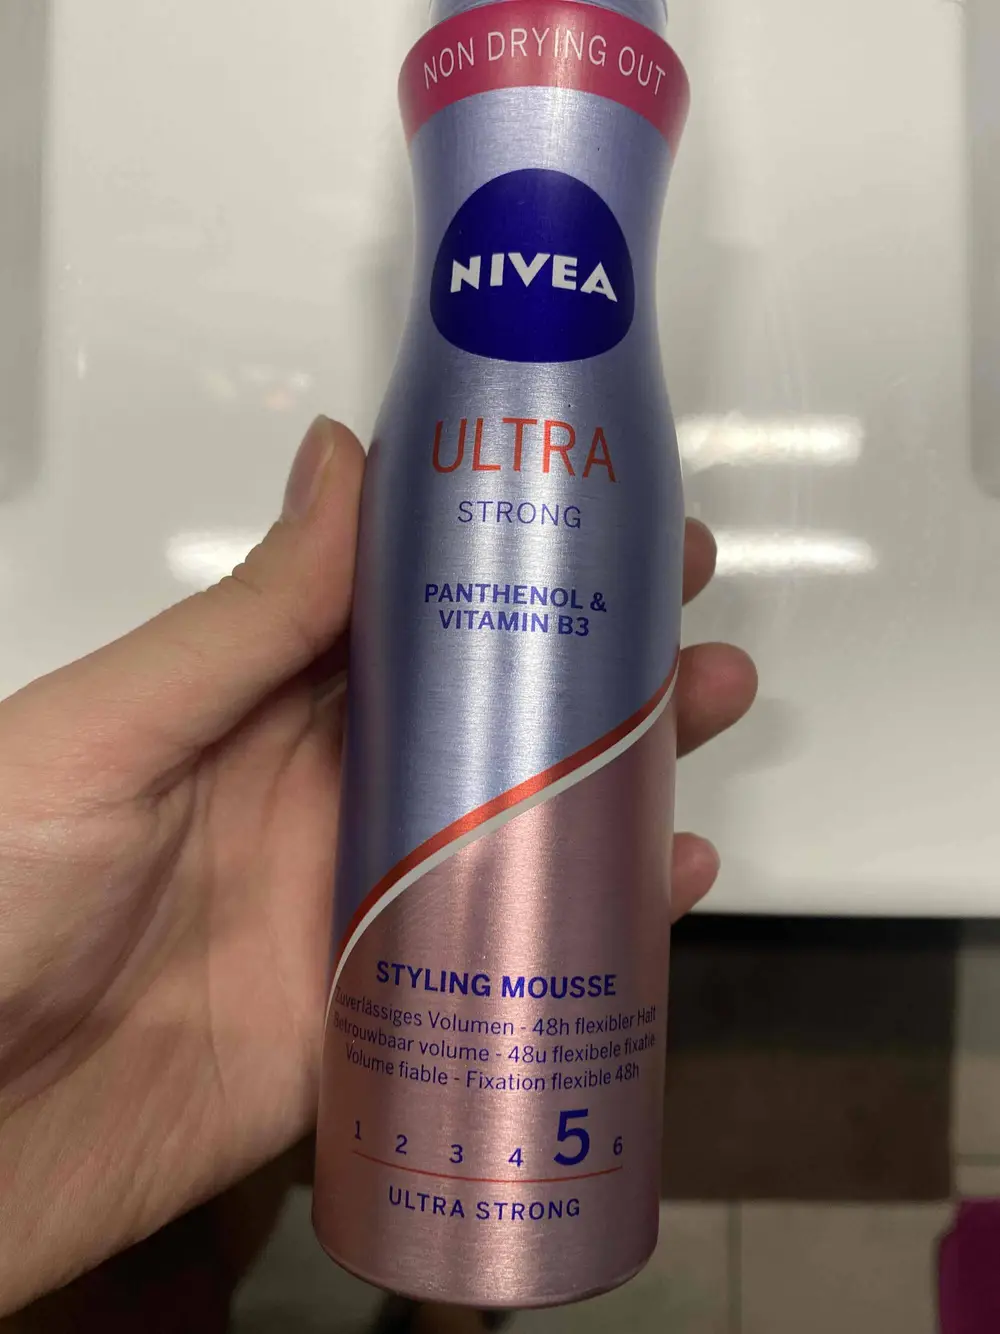 NON DRYING OUT
NIVEA
ULTRA
STRONG
PANTHENOL &
VITAMIN B3
STYLING MOUSSE
Zuverlässiges Volumen - 48h flexibler Halt
Betrouwbaar volume - 48u flexibele fixatie
Volume fiable - Fixation flexible 48h
1 2 3 4 5 6
ULTRA STRONG